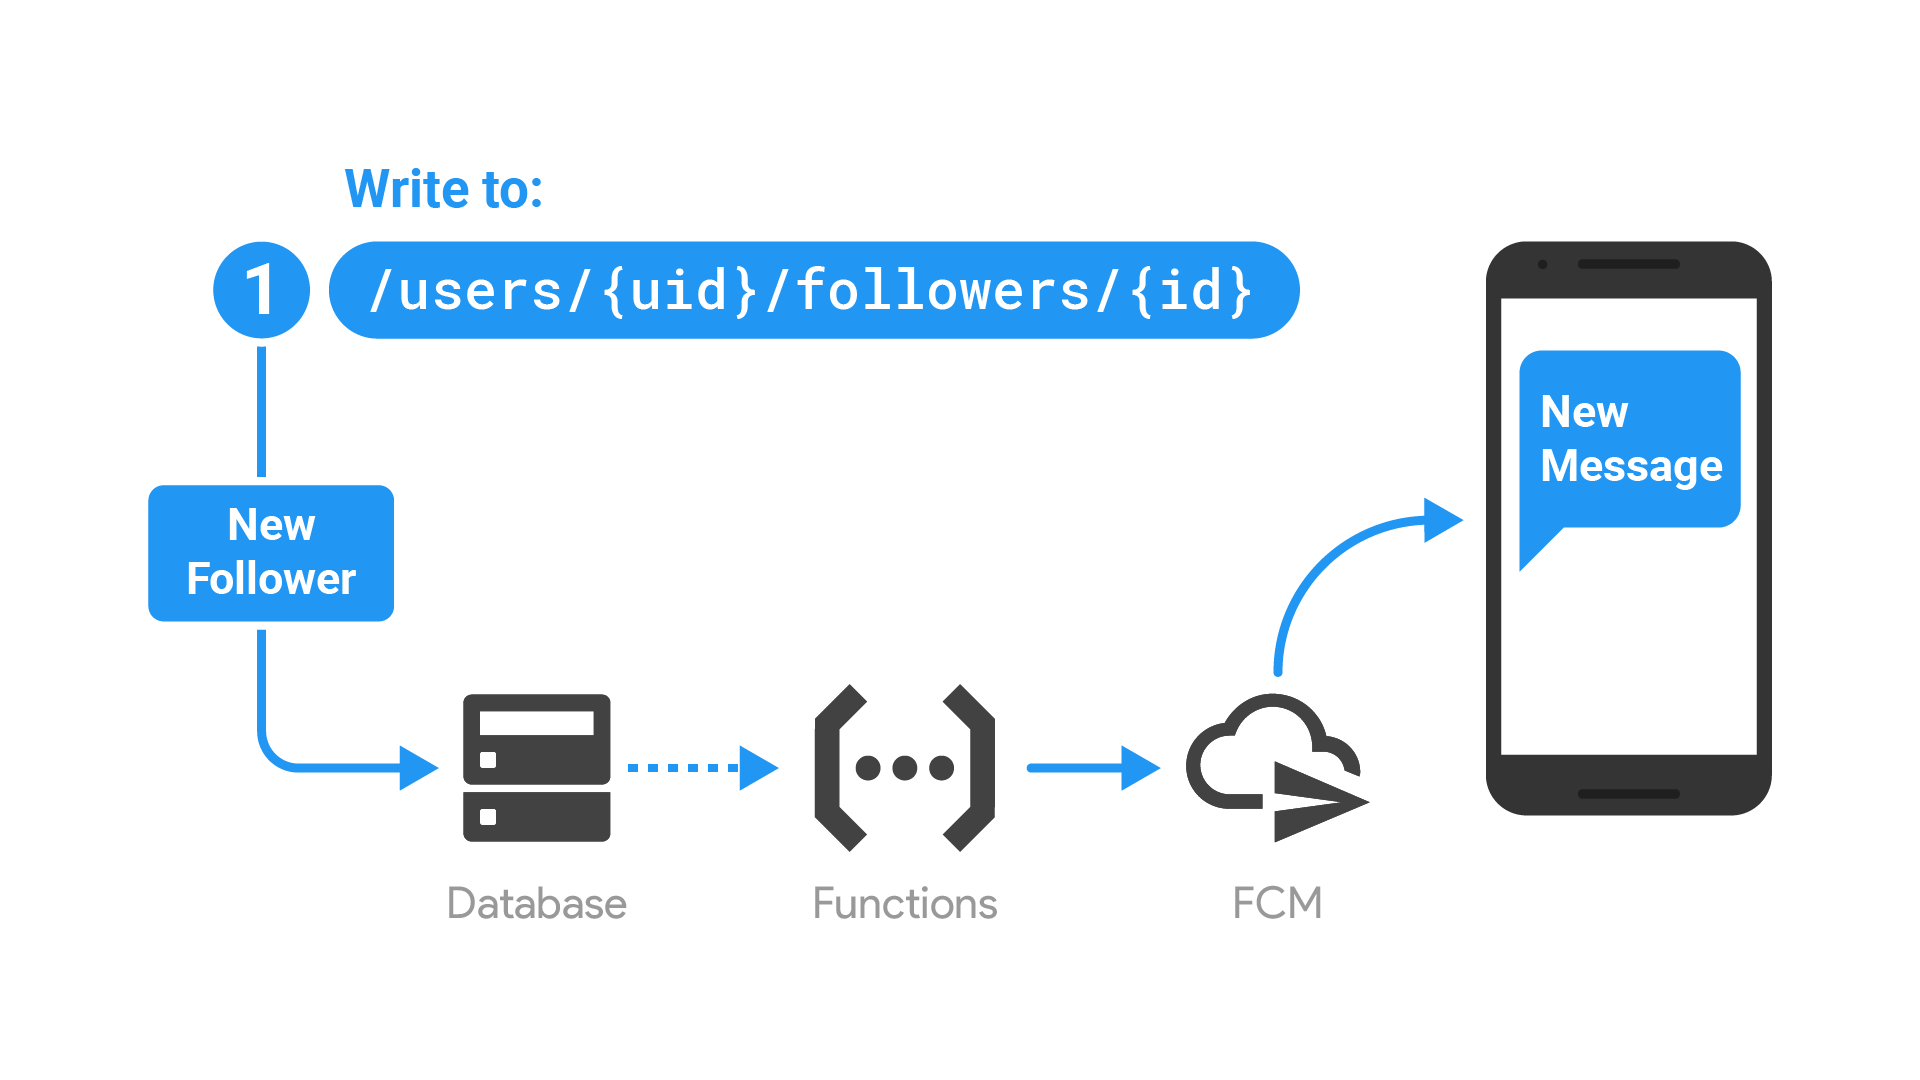 Write to:
1
/users/{uid}/followers/{id}
New
Message
New
Follower
Database
Functions
FCM